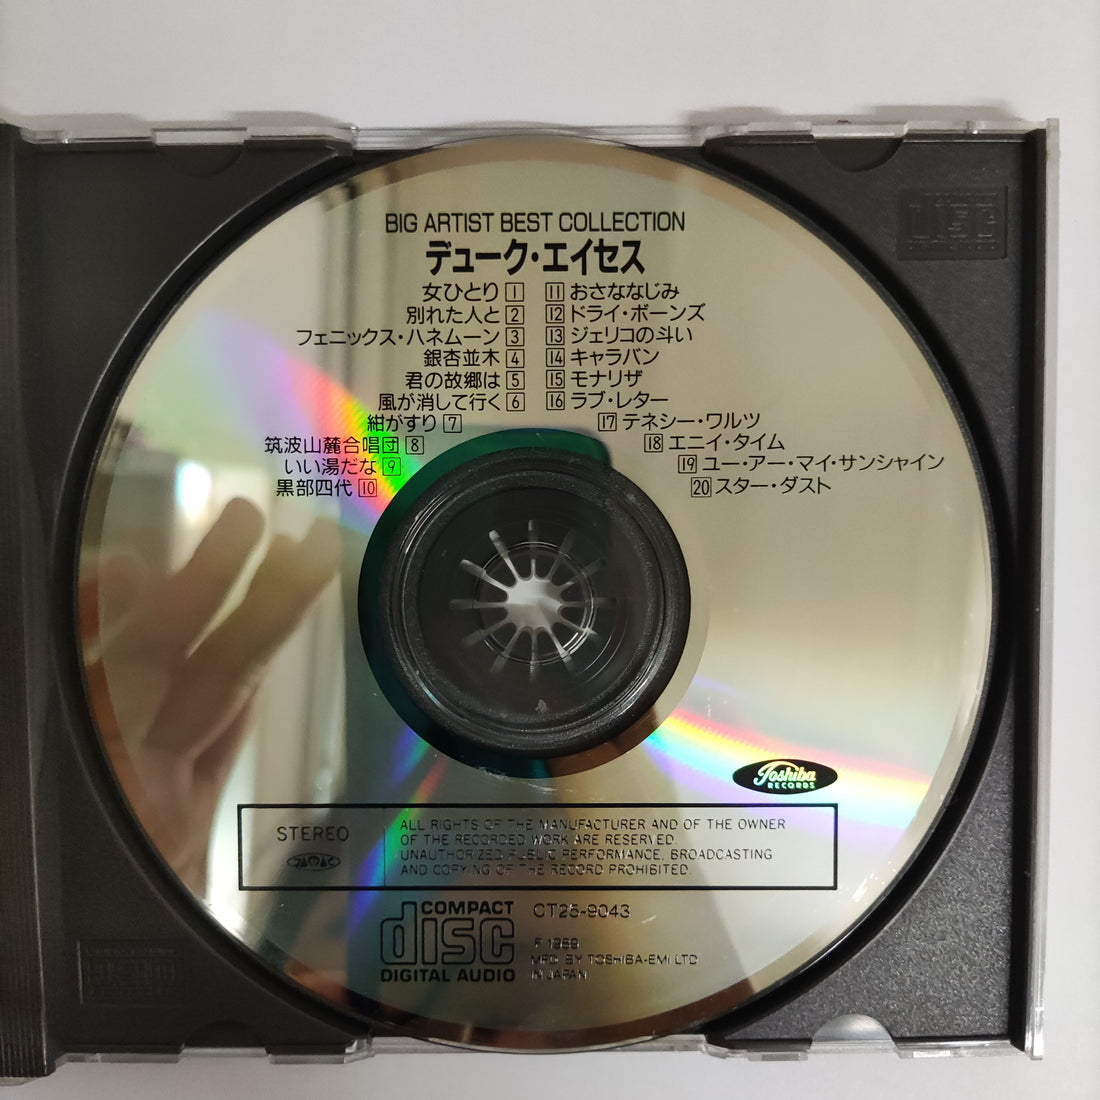 BIG ARTIST BEST COLLECTION
デューク・エイセス
女ひとり 1
別れた人と 2
フェニックス・ハネムーン 3
銀杏並木 4
君の故郷は 5
風が消して行く 6
紺がすり 7
筑波山麓合唱団 8
いい湯だな 9
黒部四代 10
11 おさななじみ
12 ドライ・ボーンズ
13 ジェリコの斗い
14 キャラバン
15 モナリザ
16 ラブ・レター
17 テネシー・ワルツ
18 エニイ・タイム
19 ユー・アー・マイ・サンシャイン
20 スター・ダスト
Toshiba
RECORDS
STEREO
ALL RIGHTS OF THE MANUFACTURER AND OF THE OWNER
OF THE RECORDED WORK ARE RESERVED.
UNAUTHORIZED PUBLIC PERFORMANCE, BROADCASTING
AND COPYING OF THE RECORD PROHIBITED.
COMPACT
disc
DIGITAL AUDIO
CT25-9043
P 1989
MFG. BY TOSHIBA-EMI LTD
IN JAPAN